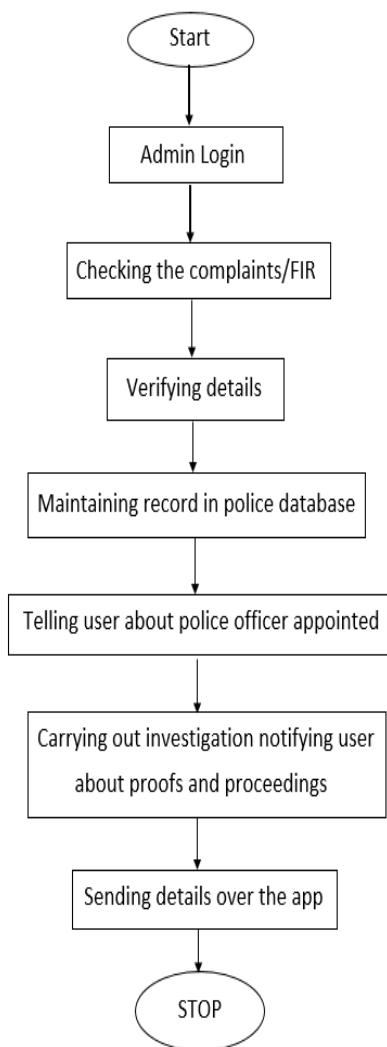 Start
Admin Login
Checking the complaints/FIR
Verifying details
Maintaining record in police database
Telling user about police officer appointed
Carrying out investigation notifying user
about proofs and proceedings
Sending details over the app
STOP